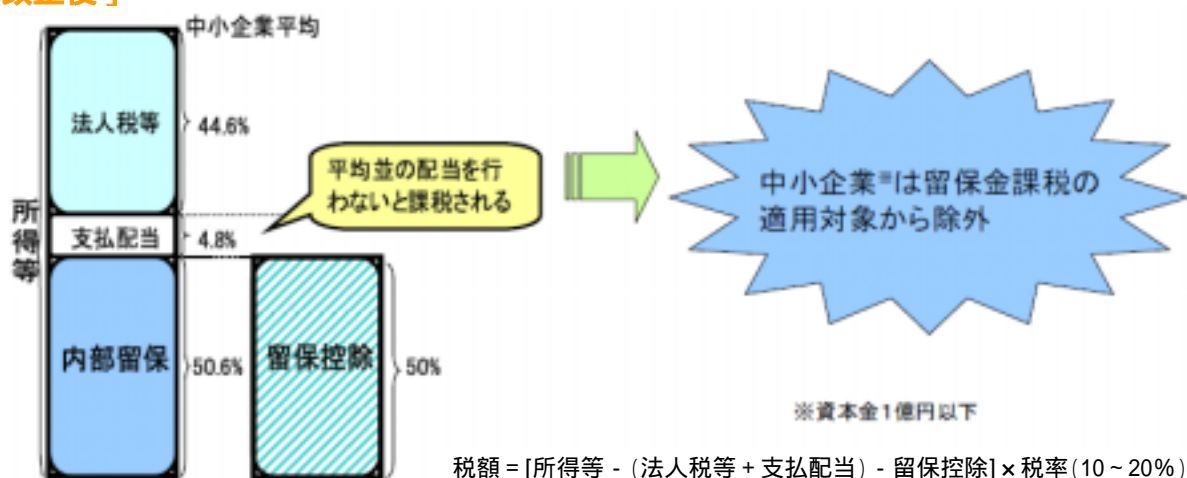 中小企業平均
法人税等
44.6%
平均並の配当を行
わないと課税される
中小企業※は留保金課税の
適用対象から除外
所得等
支払配当
4.8%
内部留保
50.6%
留保控除
50%
※資本金1億円以下
税額 = [所得等 - (法人税等 + 支払配当) - 留保控除] × 税率(10 ~ 20%)